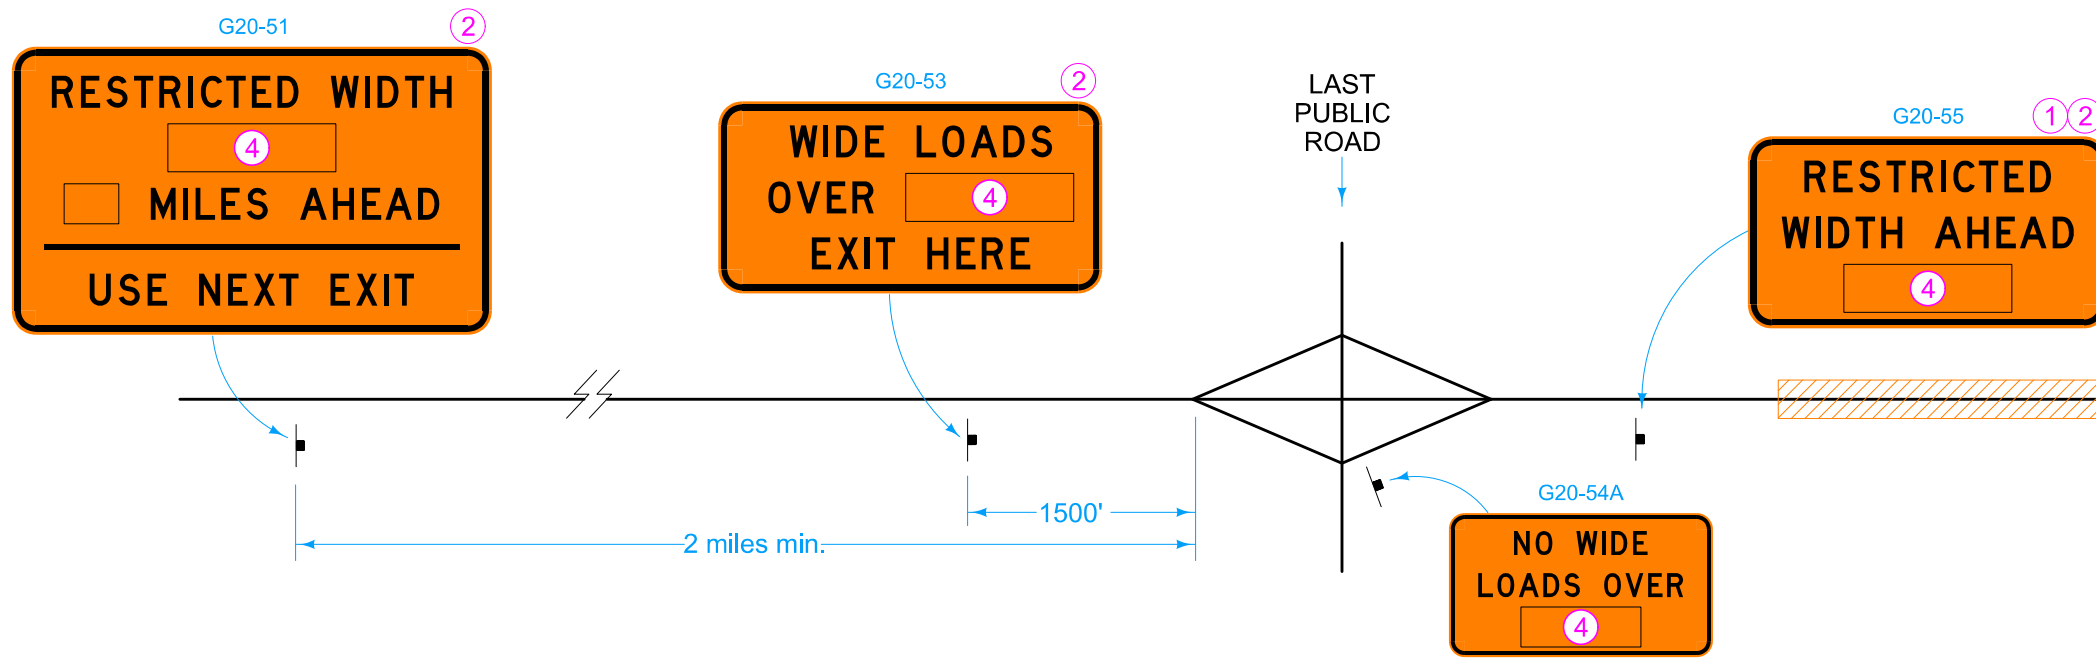 G20-51
2
RESTRICTED WIDTH
4
MILES AHEAD
USE NEXT EXIT
G20-53
2
WIDE LOADS
OVER 4
EXIT HERE
LAST
PUBLIC
ROAD
G20-55
1 2
RESTRICTED
WIDTH AHEAD
4
1500'
2 miles min.
G20-54A
NO WIDE
LOADS OVER
4